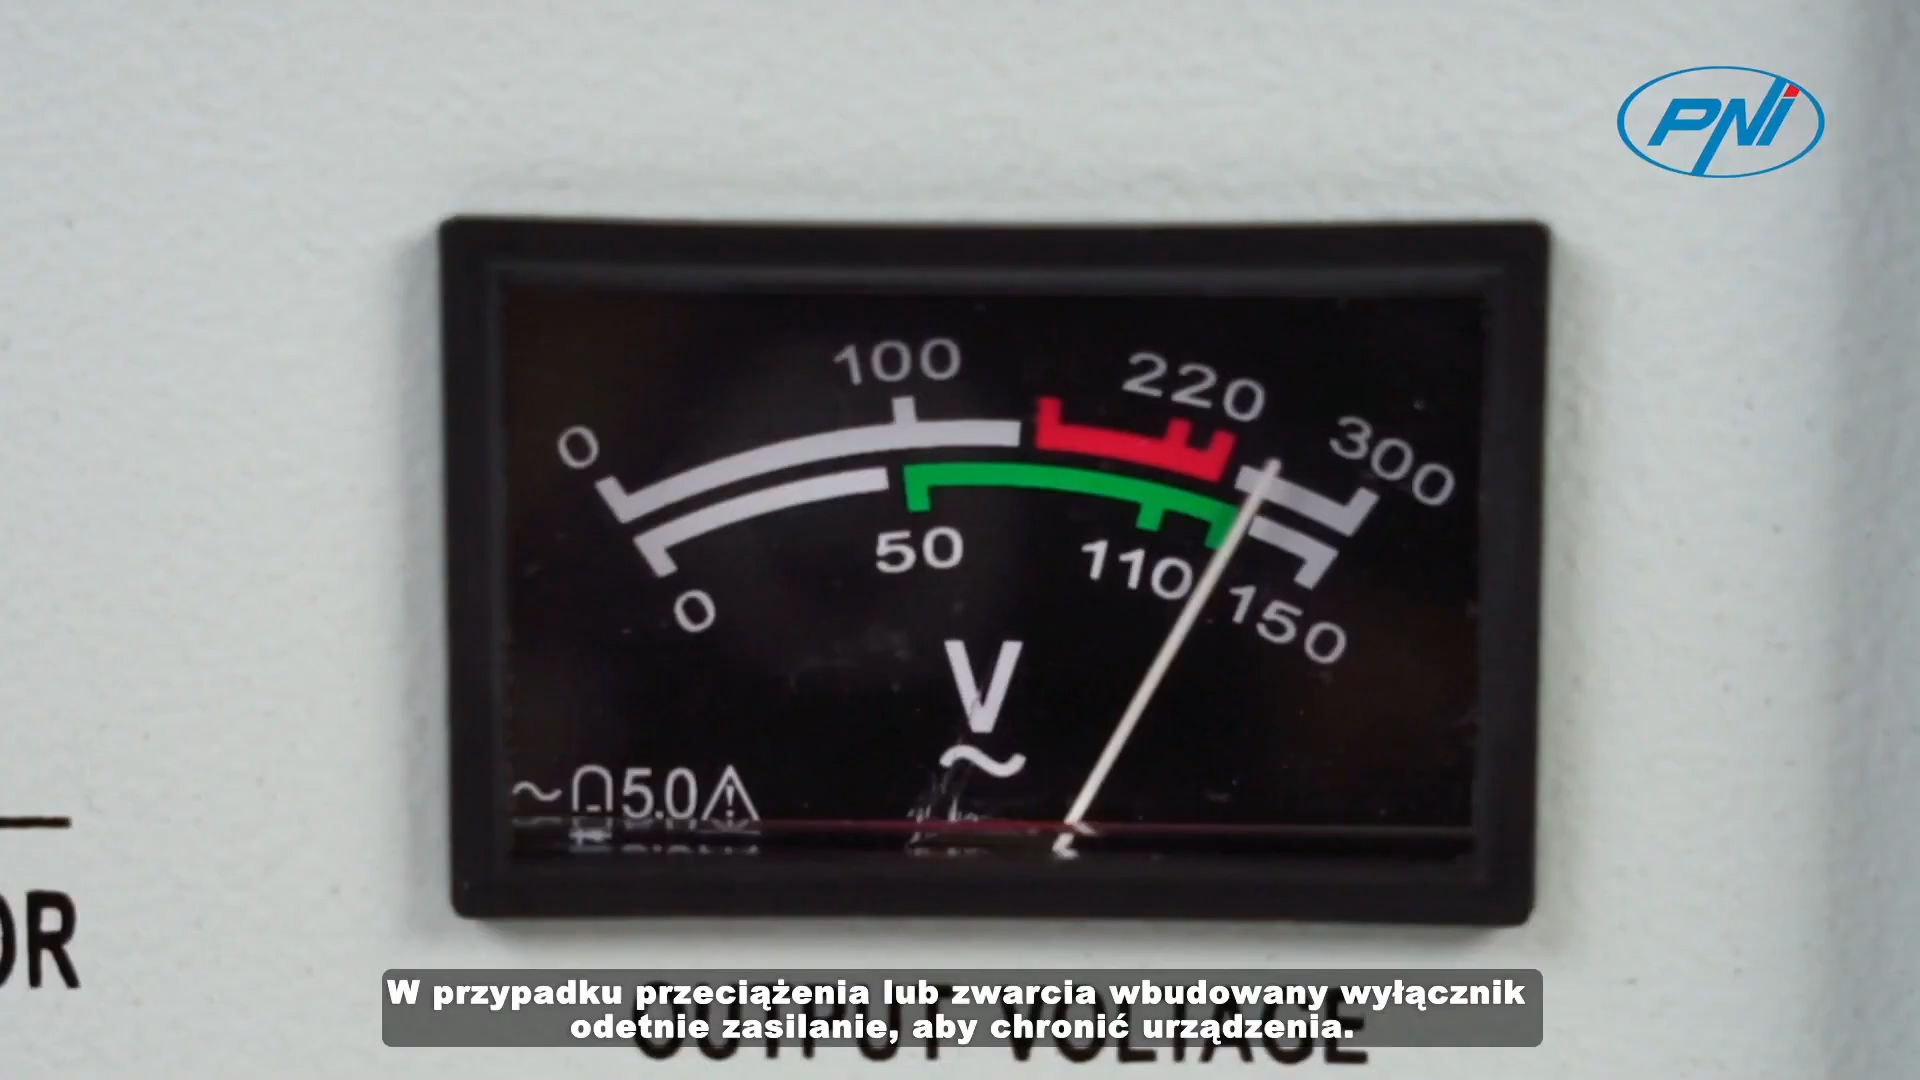 PNI
100
220
0
300
50
110
150
0
V
~
~ 5.0
OR
W przypadku przeciążenia lub zwarcia wbudowany wyłącznik
odetnie zasilanie, aby chronić urządzenia.
OUTPUT VOLTAGE